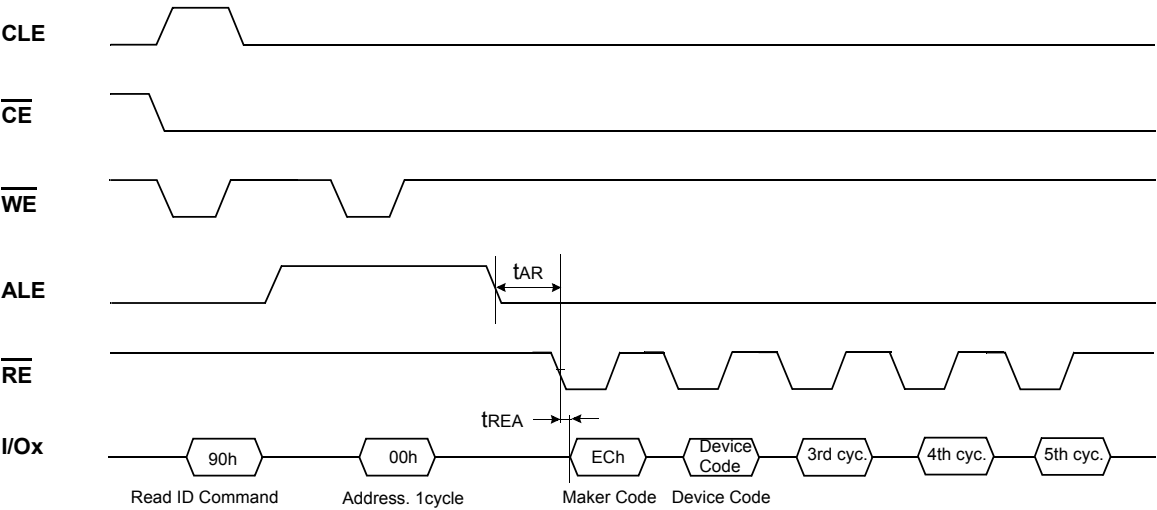 CLE
CE
WE
ALE
tAR
RE
tREA
I/Ox
90h
00h
ECh
Device
Code
3rd cyc.
4th cyc.
5th cyc.
Read ID Command
Address. 1cycle
Maker Code
Device Code